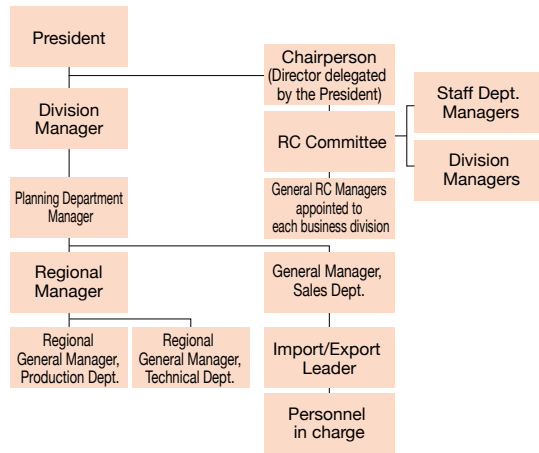 President
Chairperson
(Director delegated
by the President)
Division
Manager
Staff Dept.
Managers
RC Committee
Division
Managers
Planning Department
Manager
General RC Managers
appointed to
each business division
Regional
Manager
General Manager,
Sales Dept.
Regional
General Manager,
Production Dept.
Regional
General Manager,
Technical Dept.
Import/Export
Leader
Personnel
in charge